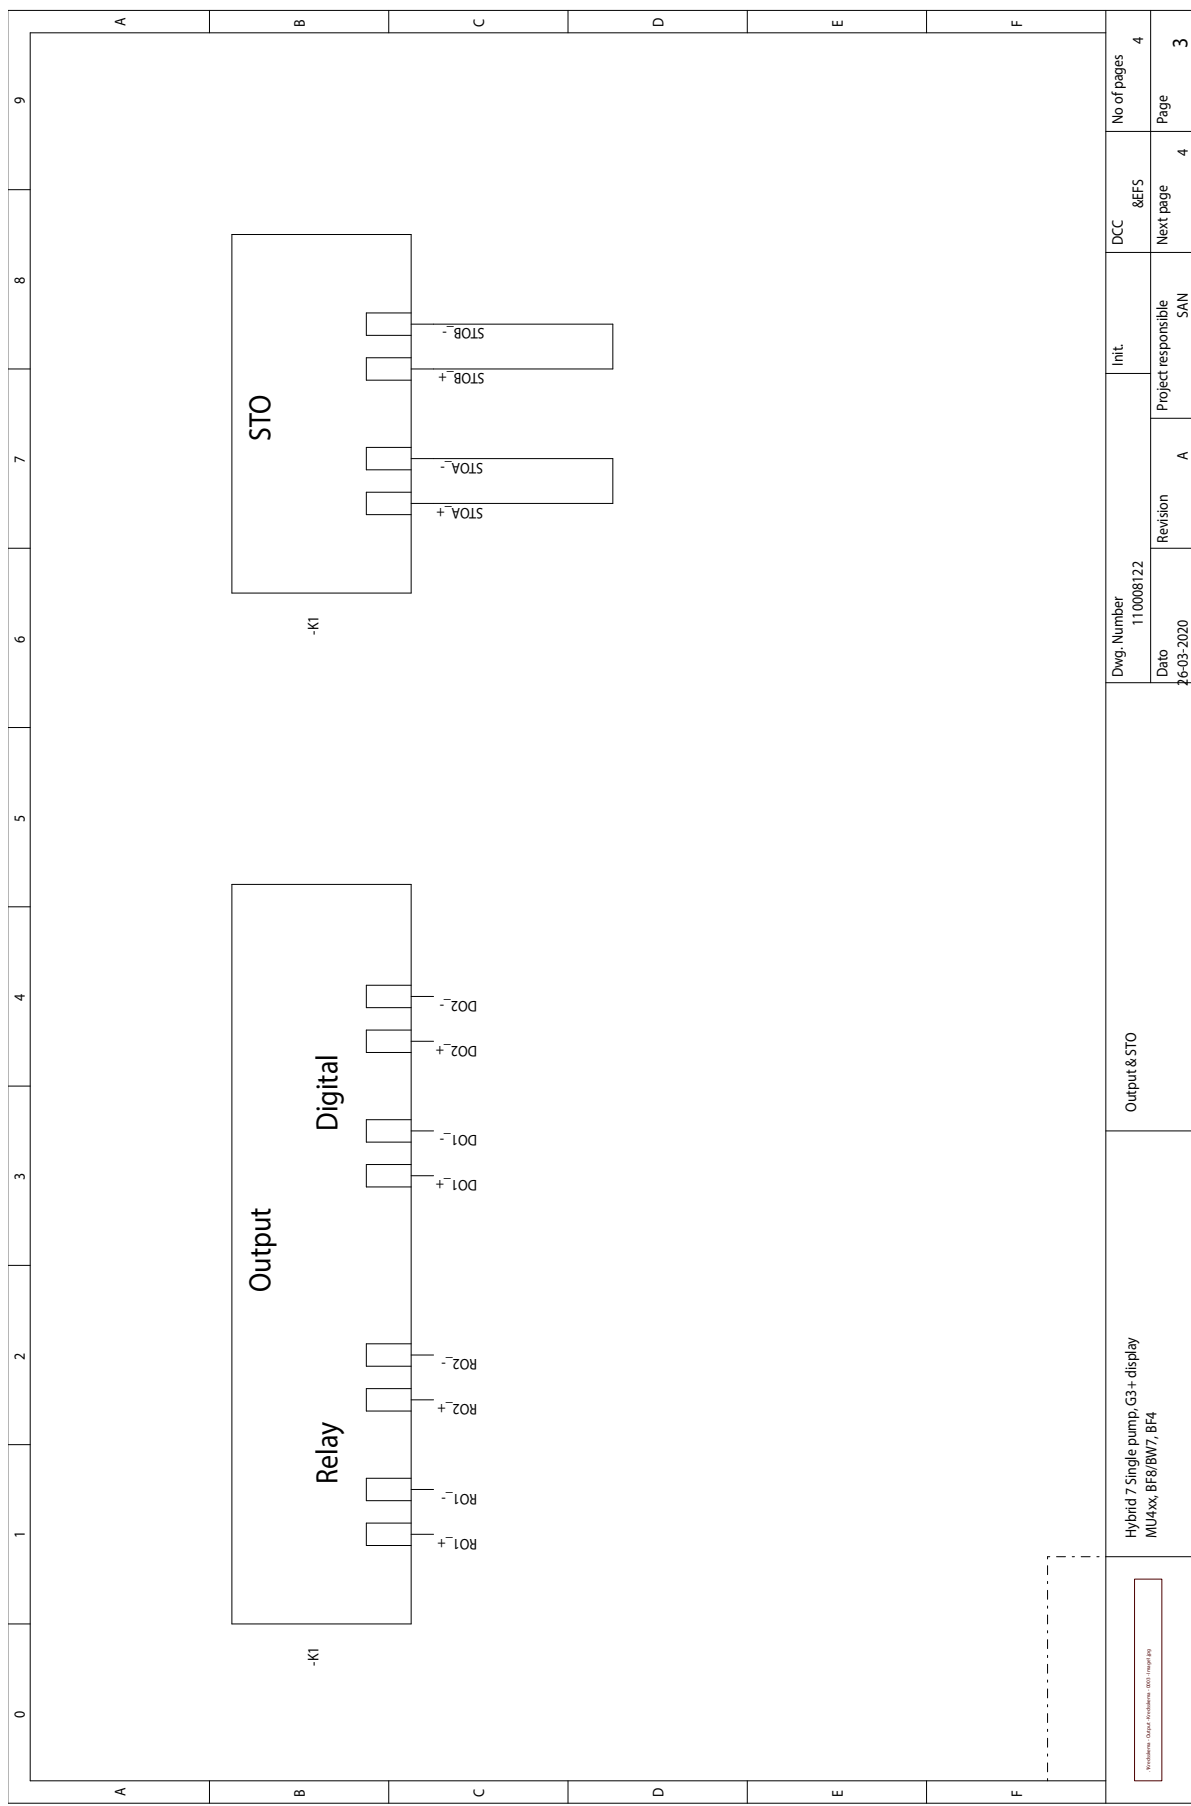 0 1 2 3 4 5 6 7 8 9
A
A
B
B
C
C
D
D
E
E
F
F
-K1
Output
Relay
Digital
RO1_+
RO1_-
RO2_+
RO2_-
DO1_+
DO1_-
DO2_+
DO2_-
-K1
STO
STOA_+
STOA_-
STOB_+
STOB_-
Hybrid 7 Single pump, G3+ display
MU4xx, BF8/BW7, BF4
Output & STO
Dwg. Number
110008122
Init.
DCC
&EFS
No of pages
4
Dato
26-03-2020
Revision
A
Project responsible
SAN
Next page
4
Page
3